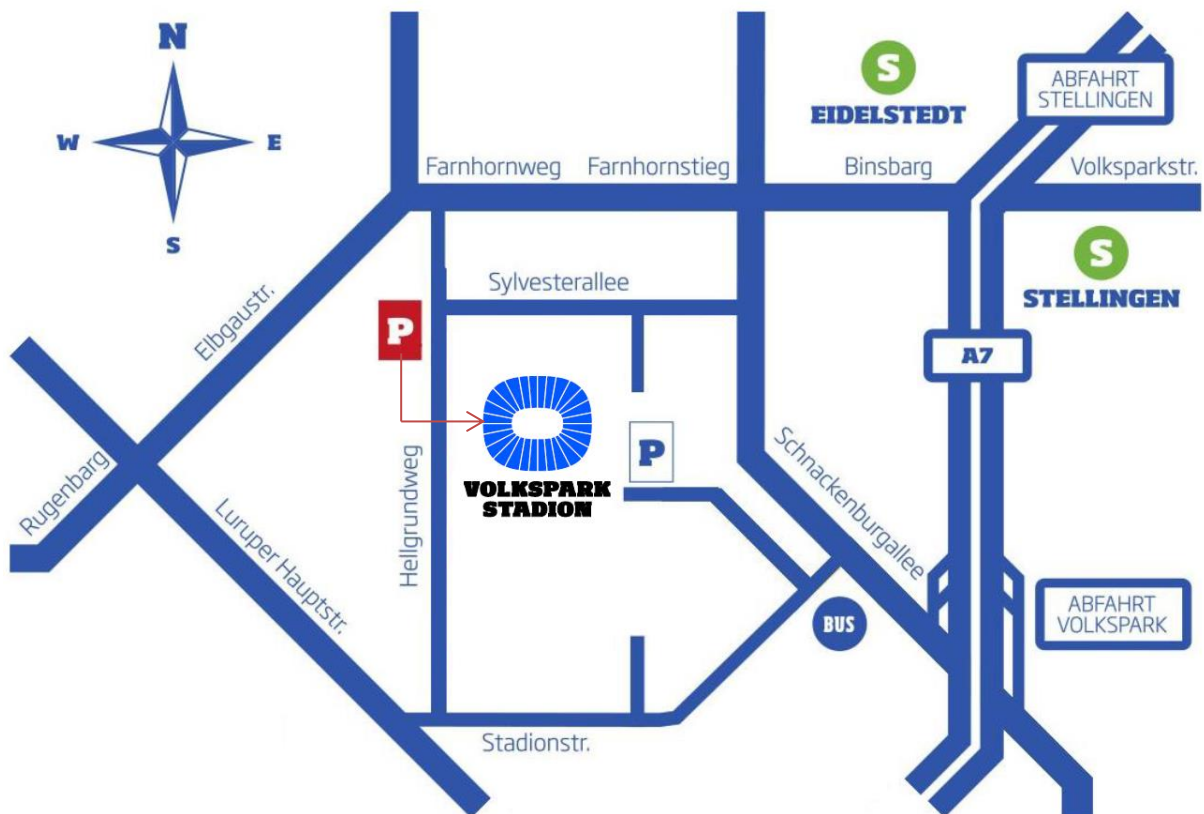 N
W
E
S
S
EIDELSTEDT
ABFAHRT
STELLINGEN
Farnhornweg
Farnhornstieg
Binsbarg
Volksparkstr.
S
STELLINGEN
Sylvesterallee
Elbgaustr.
P
A7
P
VOLKSPARK
STADION
Hellgrundweg
Schnackenburgallee
Rugenbarg
Luruper Hauptstr.
BUS
ABFAHRT
VOLKSPARK
Stadionstr.